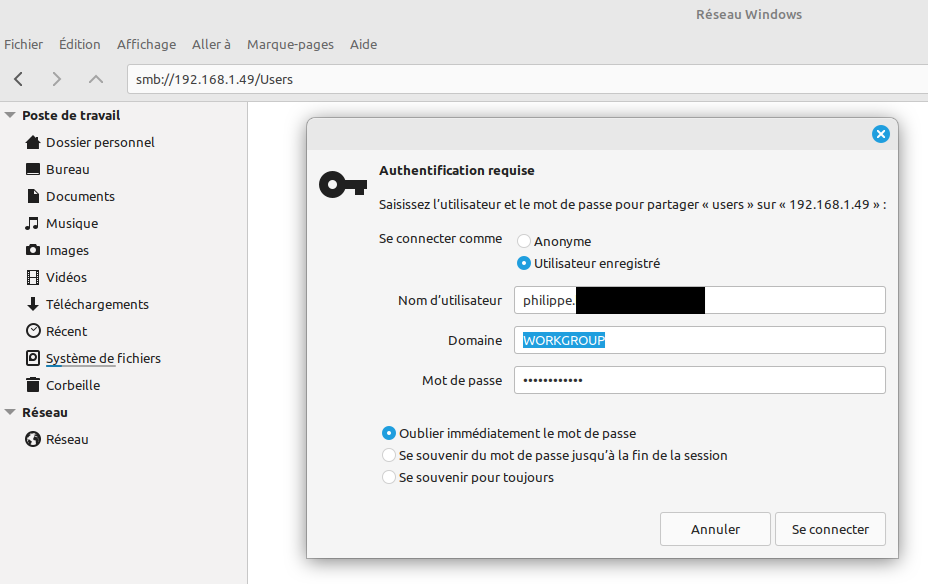 Réseau Windows
Fichier Édition Affichage Aller à Marque-pages Aide
smb://192.168.1.49/Users
Poste de travail
Dossier personnel
Bureau
Documents
Musique
Images
Vidéos
Téléchargements
Récent
Système de fichiers
Corbeille
Réseau
Réseau
Authentification requise
Saisissez l’utilisateur et le mot de passe pour partager « users » sur « 192.168.1.49 » :
Se connecter comme
Anonyme
Utilisateur enregistré
Nom d’utilisateur philippe.
Domaine WORKGROUP
Mot de passe ••••••••••••
Oublier immédiatement le mot de passe
Se souvenir du mot de passe jusqu’à la fin de la session
Se souvenir pour toujours
Annuler Se connecter